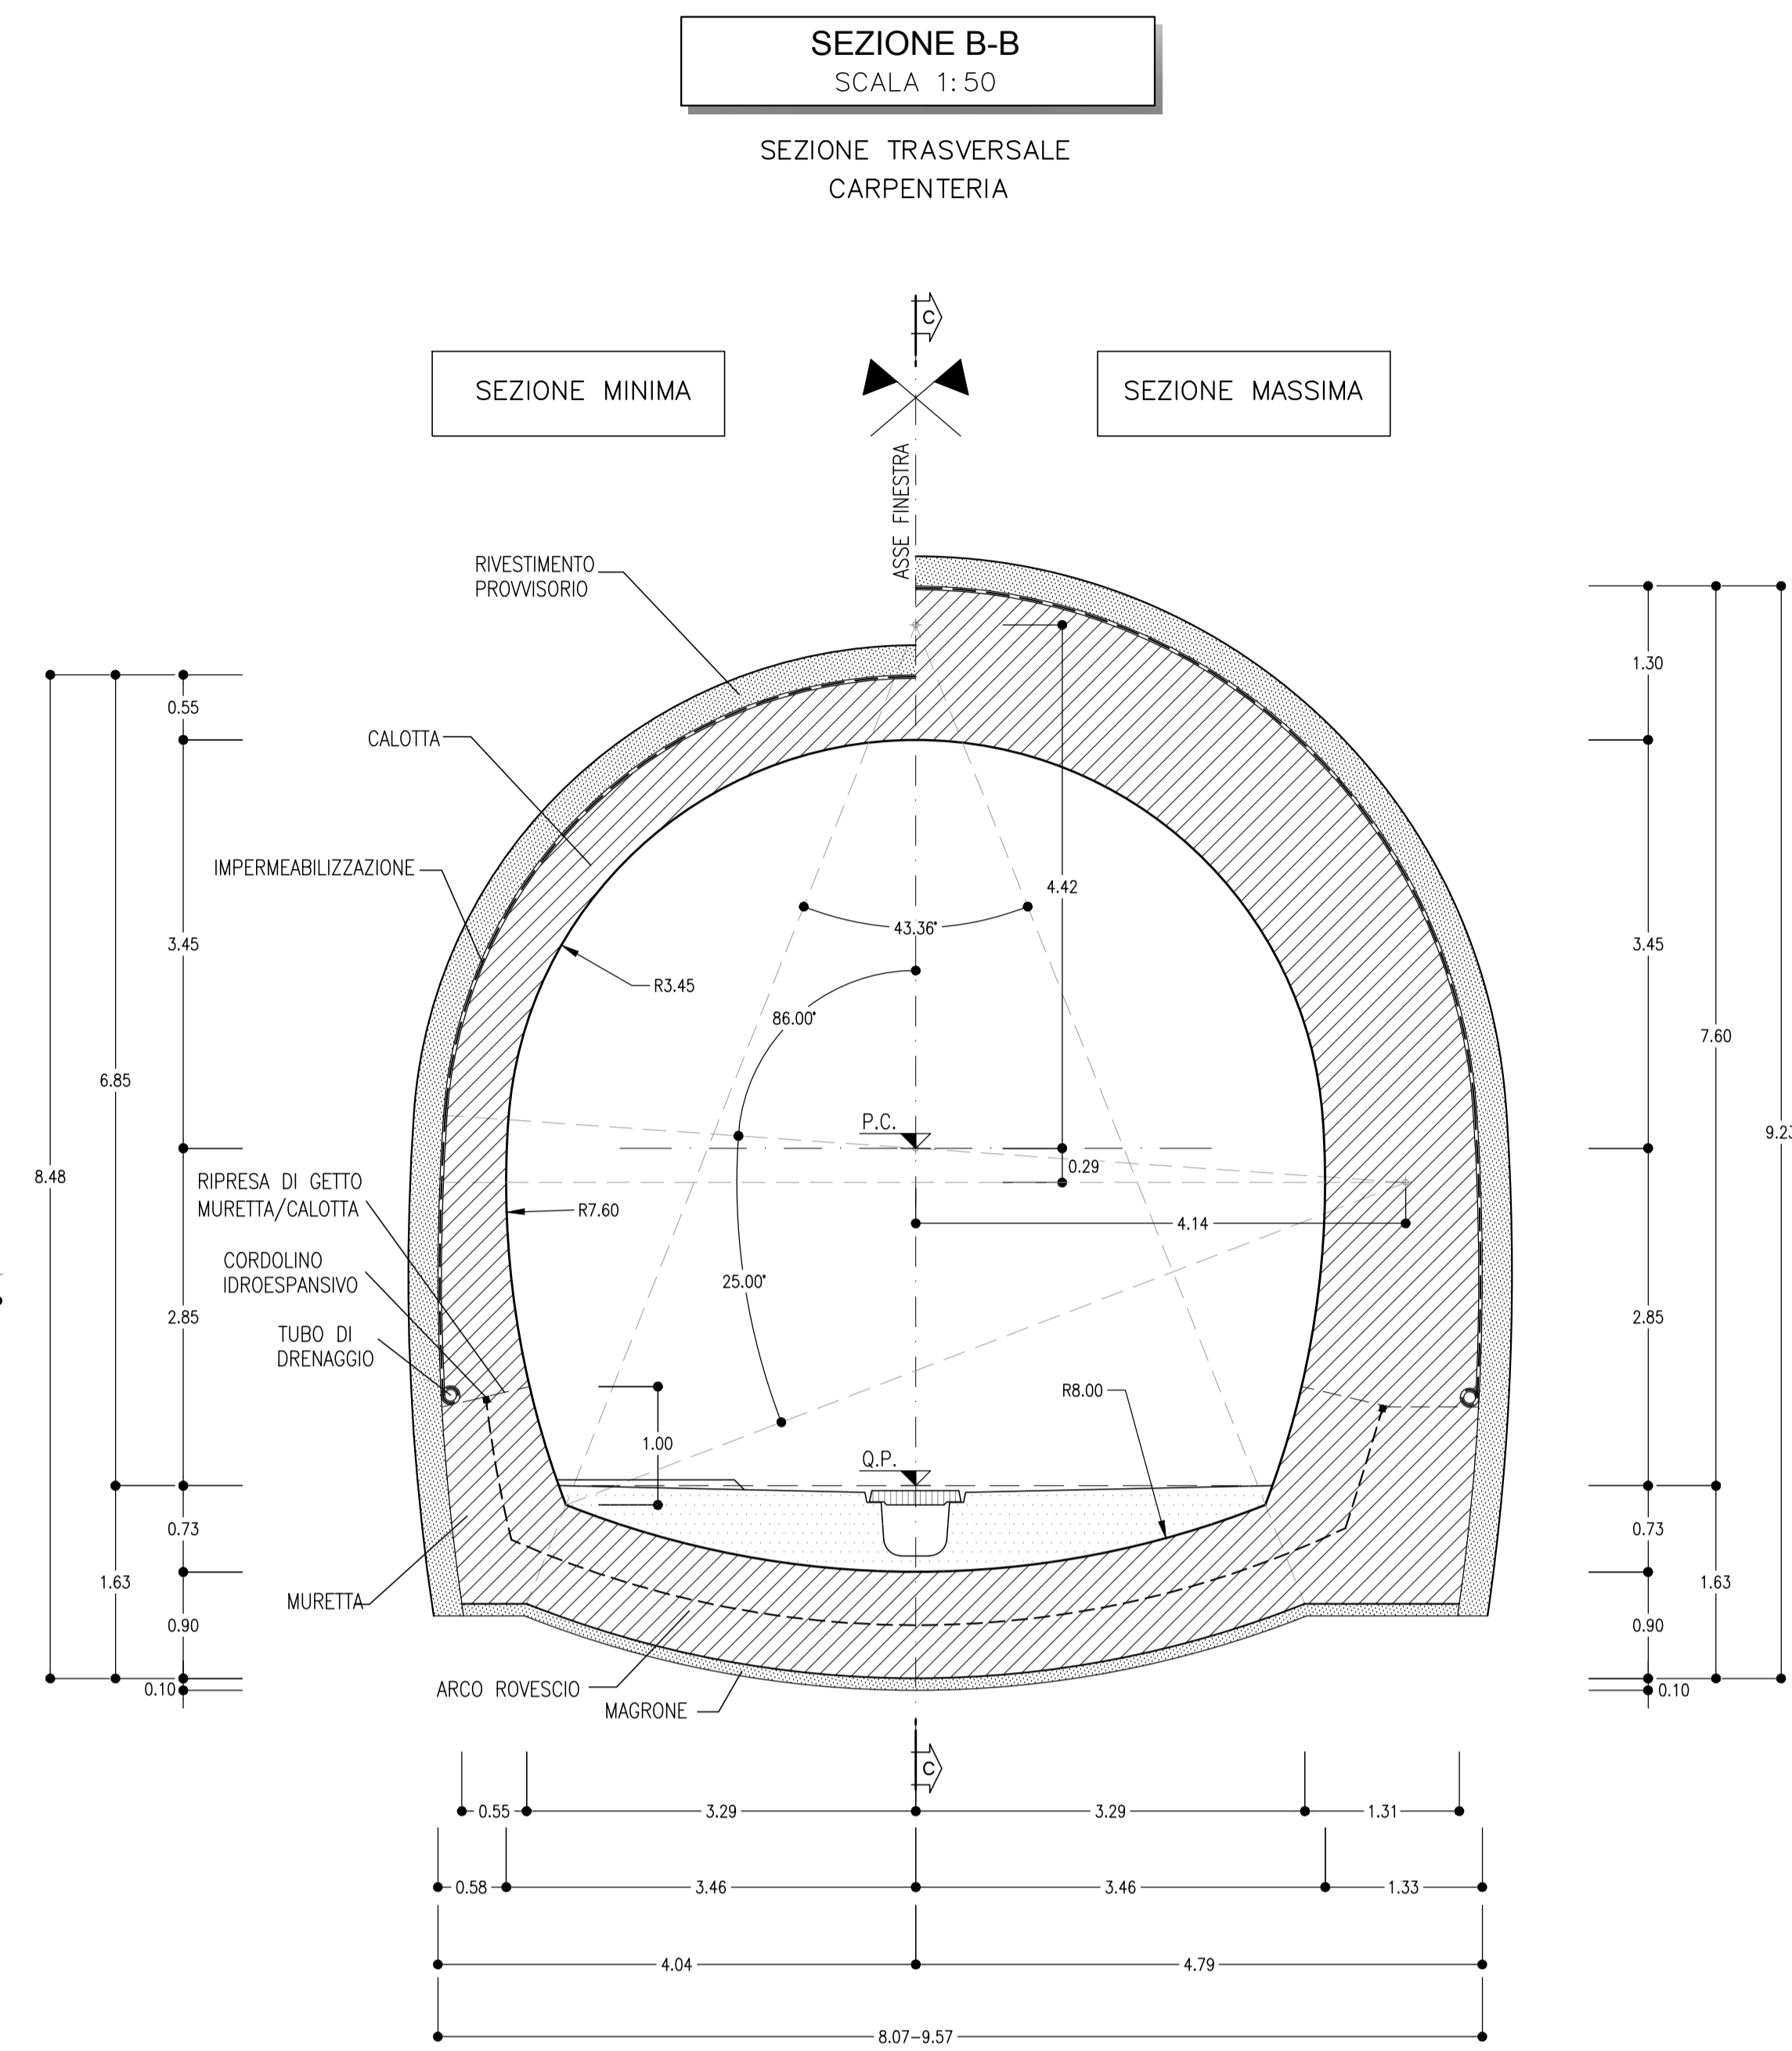 SEZIONE B-B
SCALA 1:50
SEZIONE TRASVERSALE
CARPENTERIA
C
SEZIONE MINIMA
SEZIONE MASSIMA
ASSE FINESTRA
RIVESTIMENTO
PROVVISORIO
CALOTTA
IMPERMEABILIZZAZIONE
RIPRESA DI GETTO
MURETTA/CALOTTA
CORDOLINO
IDROESPANSIVO
TUBO DI
DRENAGGIO
MURETTA
ARCO ROVESCIO
MAGRONE
8.48
6.85
1.63
0.55
3.45
2.85
0.73
0.90
0.10
R3.45
R7.60
43.36°
86.00°
25.00°
4.42
P.C.
0.29
4.14
R8.00
1.00
Q.P.
1.30
3.45
2.85
0.73
0.90
0.10
7.60
1.63
C
0.55
3.29
3.29
1.31
0.58
3.46
3.46
1.33
4.04
4.79
8.07-9.57